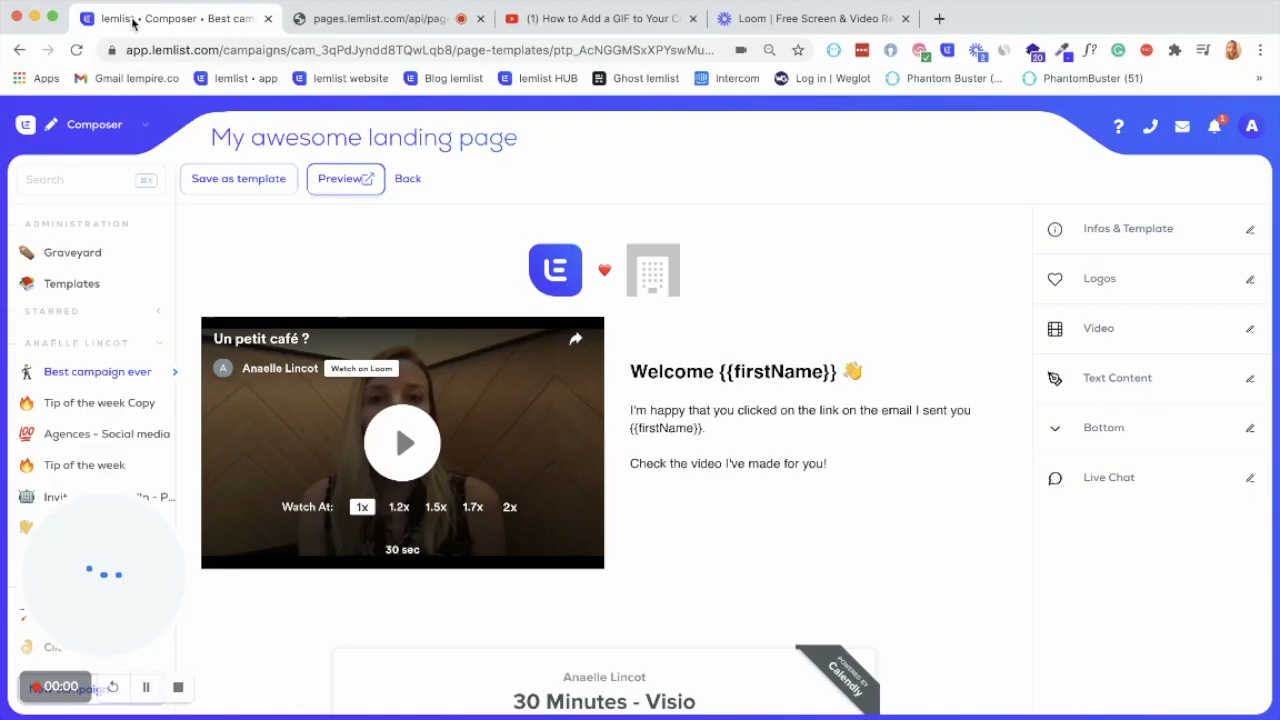 lemlist • Composer • Best cam
pages.lemlist.com/api/page
(1) How to Add a GIF to Your C
Loom | Free Screen & Video Re
app.lemlist.com/campaigns/cam_3qPdJyndd8TQwLqb8/page-templates/ptp_AcNGGMSxXPYswMu...
Apps
Gmail lempire.co
lemlist • app
lemlist website
Blog lemlist
lemlist HUB
Ghost lemlist
Intercom
Log in | Weglot
Phantom Buster (...
PhantomBuster (51)
»
Composer
My awesome landing page
Search
⌘K
Save as template
Preview
Back
ADMINISTRATION
Graveyard
Templates
STARRED
ANAËLLE LINCOT
Best campaign ever
Tip of the week Copy
Agences - Social media
Tip of the week
00:00
Un petit café ?
A Anaelle Lincot Watch on Loom
Watch At: 1x 1.2x 1.5x 1.7x 2x
30 sec
Welcome {{firstName}} 👋
I'm happy that you clicked on the link on the email I sent you
{{firstName}}.
Check the video I've made for you!
Anaelle Lincot
30 Minutes - Visio
POWERED BY
Calendly
Infos & Template
Logos
Video
Text Content
Bottom
Live Chat